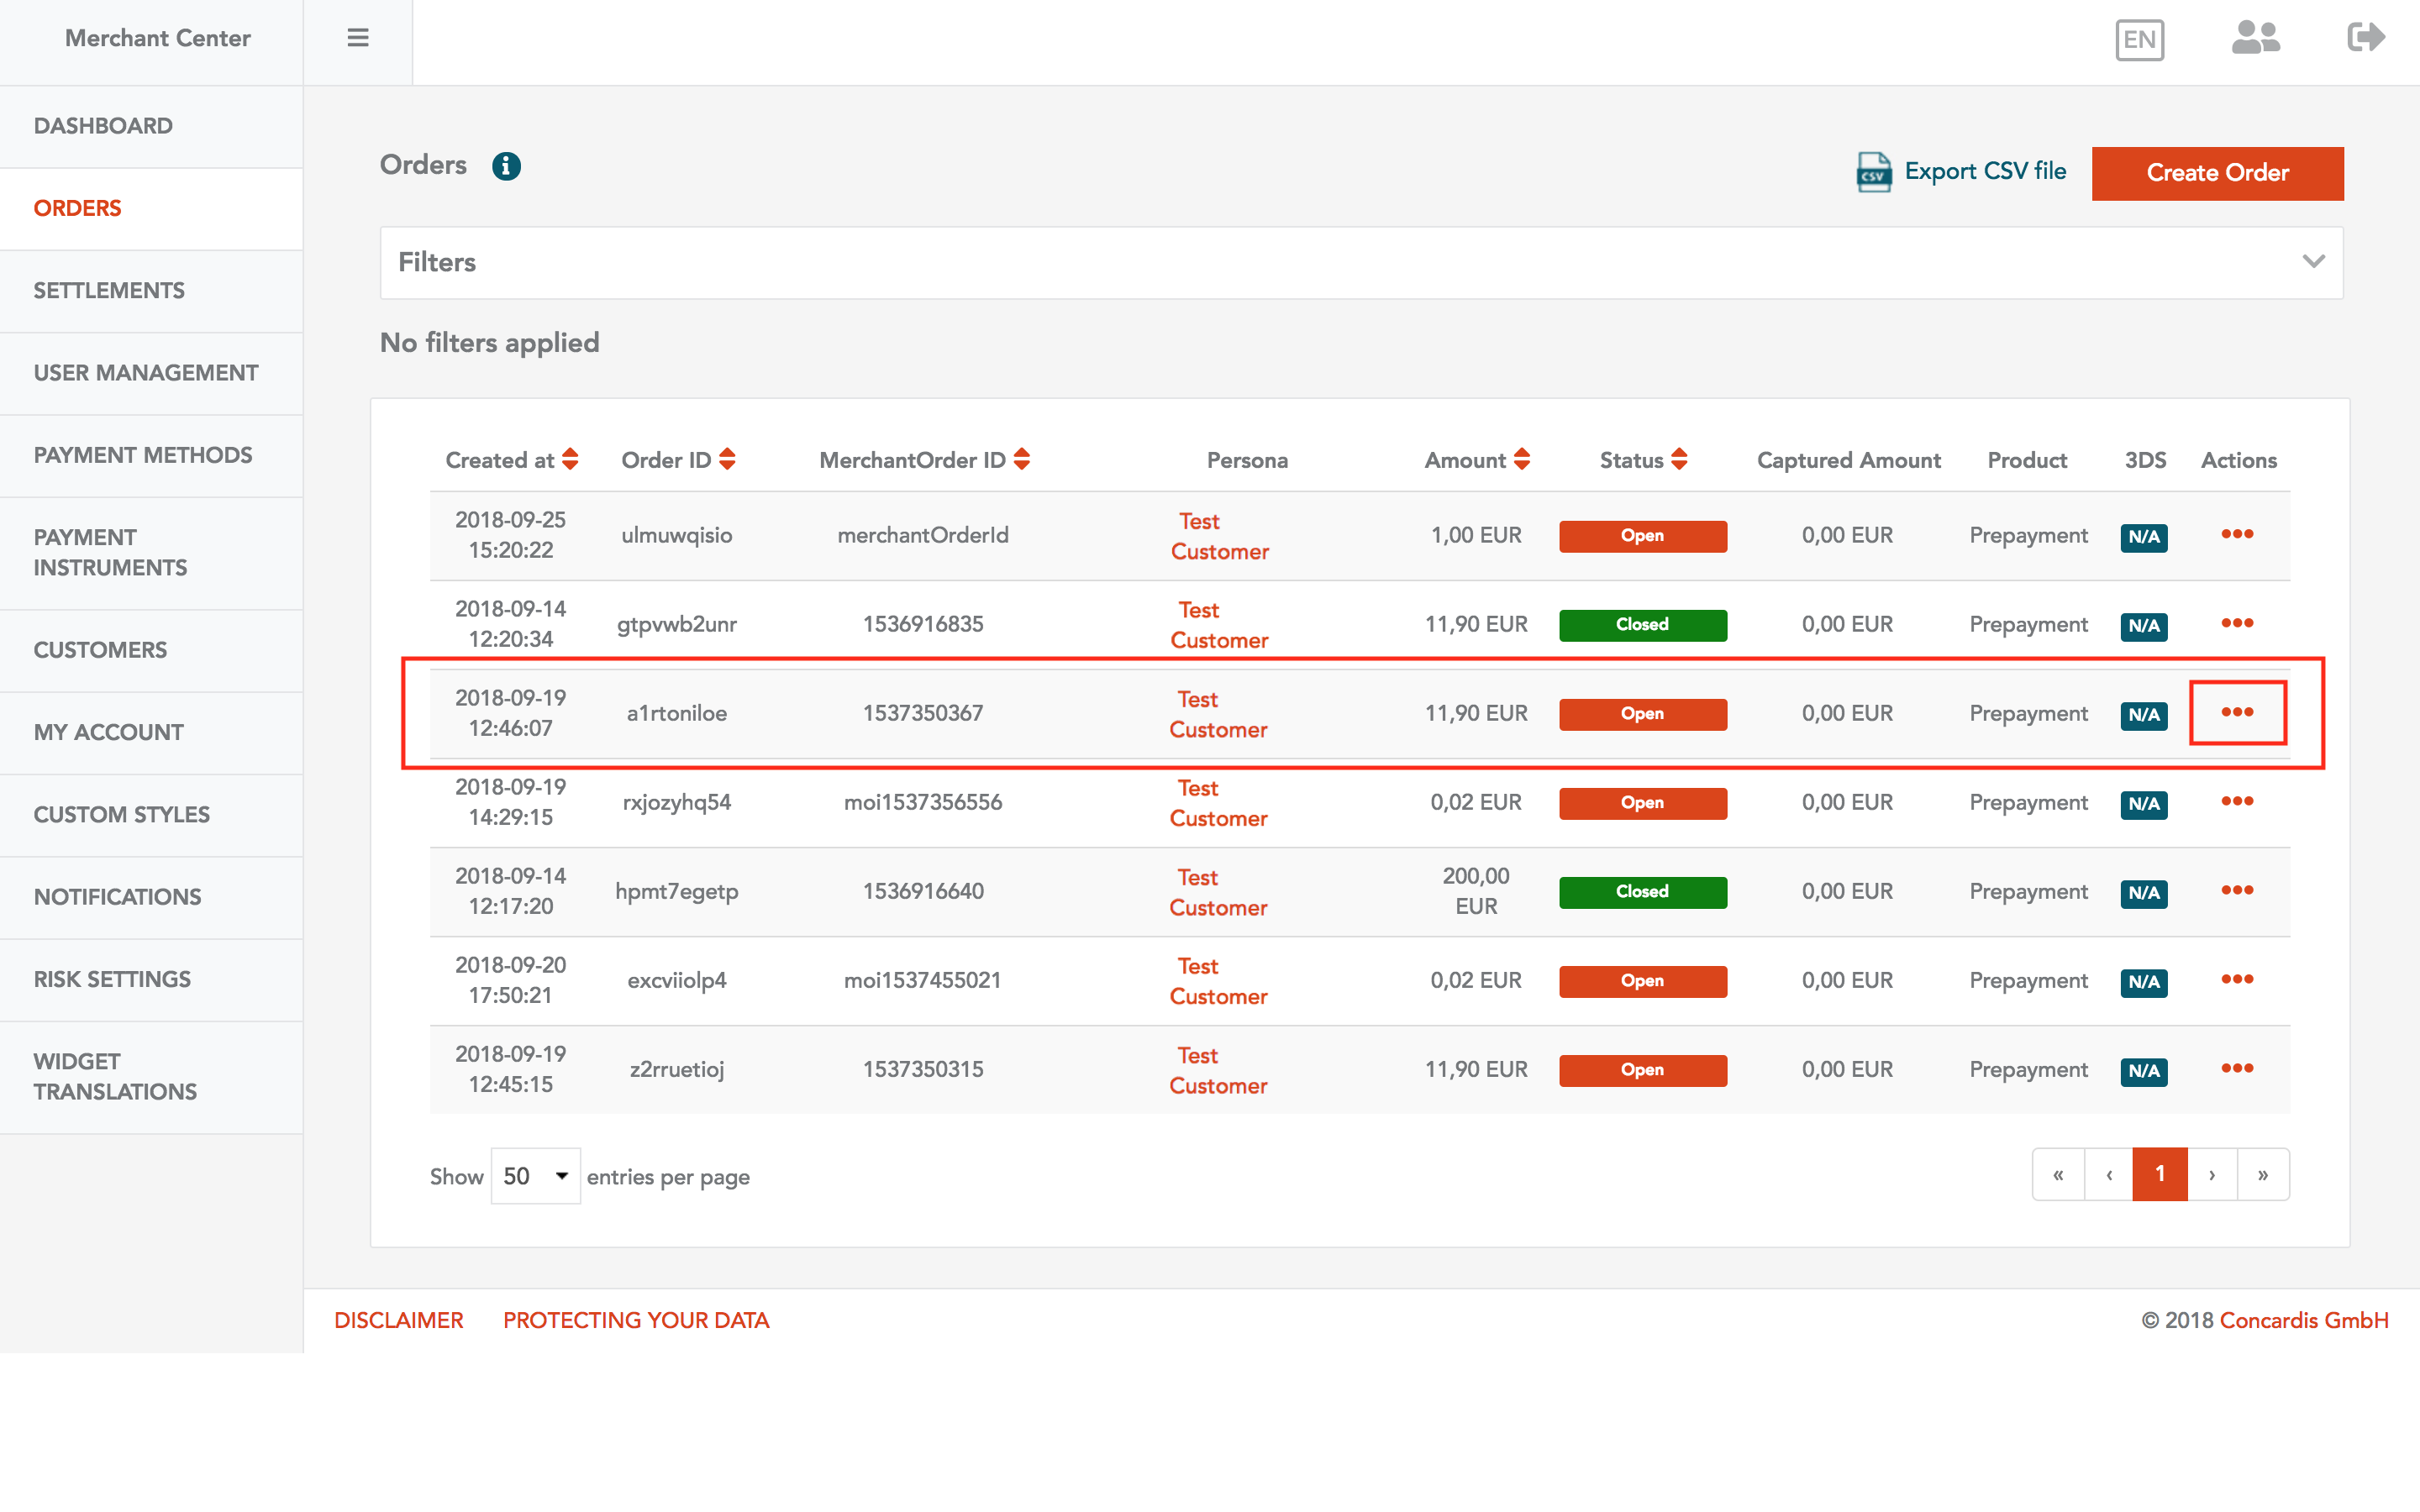 Merchant Center
EN
DASHBOARD
ORDERS
SETTLEMENTS
USER MANAGEMENT
PAYMENT METHODS
PAYMENT
INSTRUMENTS
CUSTOMERS
MY ACCOUNT
CUSTOM STYLES
NOTIFICATIONS
RISK SETTINGS
WIDGET
TRANSLATIONS
Orders
CSV Export CSV file
Create Order
Filters
No filters applied
Created at Order ID MerchantOrder ID Persona Amount Status Captured Amount Product 3DS Actions
2018-09-25
15:20:22 ulmuwqisio merchantOrderId Test
Customer 1,00 EUR Open 0,00 EUR Prepayment N/A
2018-09-14
12:20:34 gtpvwb2unr 1536916835 Test
Customer 11,90 EUR Closed 0,00 EUR Prepayment N/A
2018-09-19
12:46:07 a1rtoniloe 1537350367 Test
Customer 11,90 EUR Open 0,00 EUR Prepayment N/A
2018-09-19
14:29:15 rxjozyhq54 moi1537356556 Test
Customer 0,02 EUR Open 0,00 EUR Prepayment N/A
2018-09-14
12:17:20 hpmt7egetp 1536916640 Test
Customer 200,00
EUR Closed 0,00 EUR Prepayment N/A
2018-09-20
17:50:21 excviiolp4 moi1537455021 Test
Customer 0,02 EUR Open 0,00 EUR Prepayment N/A
2018-09-19
12:45:15 z2rruetioj 1537350315 Test
Customer 11,90 EUR Open 0,00 EUR Prepayment N/A
Show 50 entries per page
« ‹ 1 › »
DISCLAIMER PROTECTING YOUR DATA
© 2018 Concardis GmbH